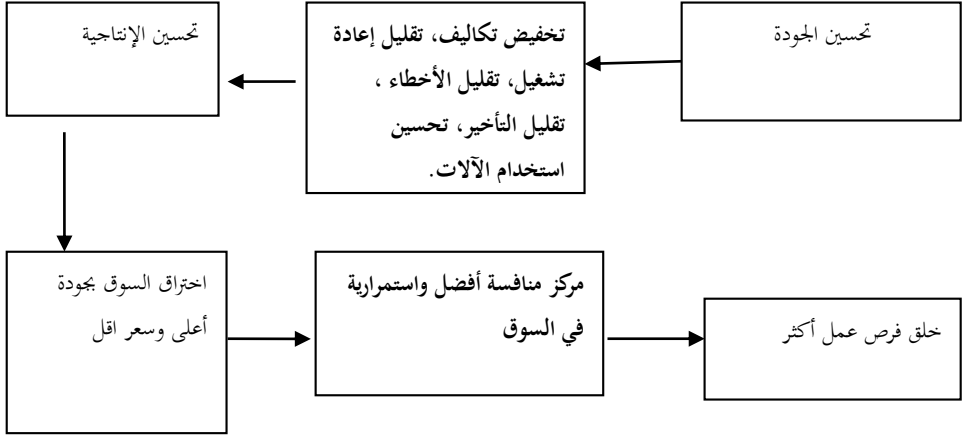 تحسين الجودة
تخفيض تكاليف، تقليل إعادة
تشغيل، تقليل الأخطاء ،
تقليل التأخير، تحسين
استخدام الآلات.
تحسين الإنتاجية
اختراق السوق بجودة
أعلى وسعر اقل
مركز منافسة أفضل واستمرارية
في السوق
خلق فرص عمل أكثر